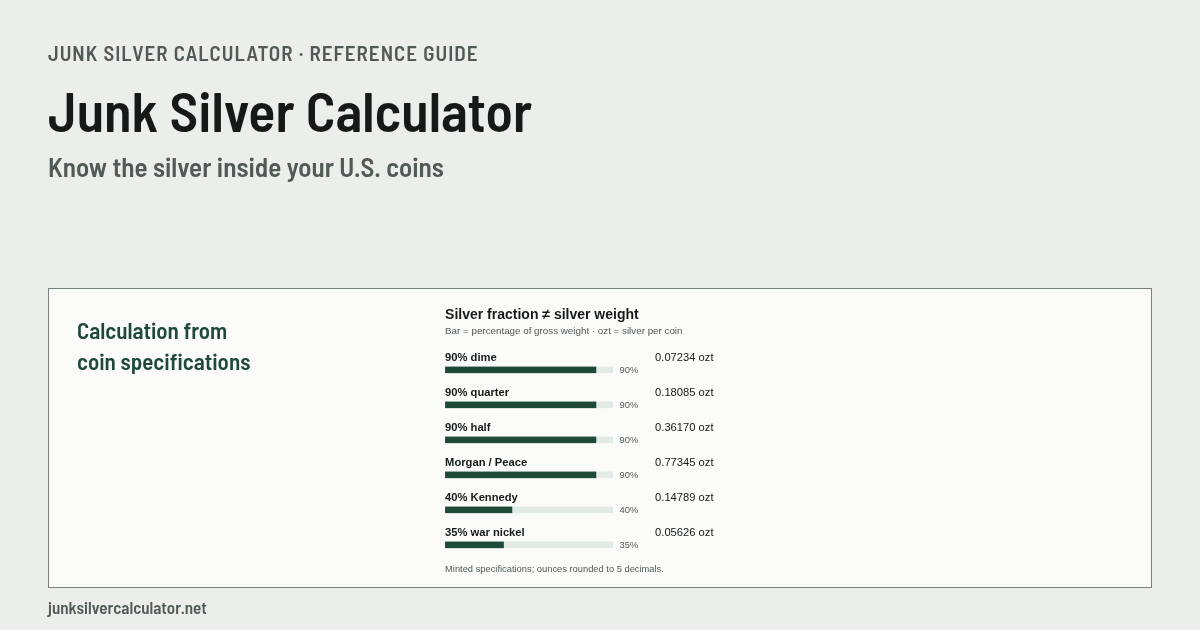 JUNK SILVER CALCULATOR · REFERENCE GUIDE
Junk Silver Calculator
Know the silver inside your U.S. coins
Calculation from
coin specifications
Silver fraction ≠ silver weight
Bar = percentage of gross weight · ozt = silver per coin
90% dime 0.07234 ozt
90%
90% quarter 0.18085 ozt
90%
90% half 0.36170 ozt
90%
Morgan / Peace 0.77345 ozt
90%
40% Kennedy 0.14789 ozt
40%
35% war nickel 0.05626 ozt
35%
Minted specifications; ounces rounded to 5 decimals.
junksilvercalculator.net